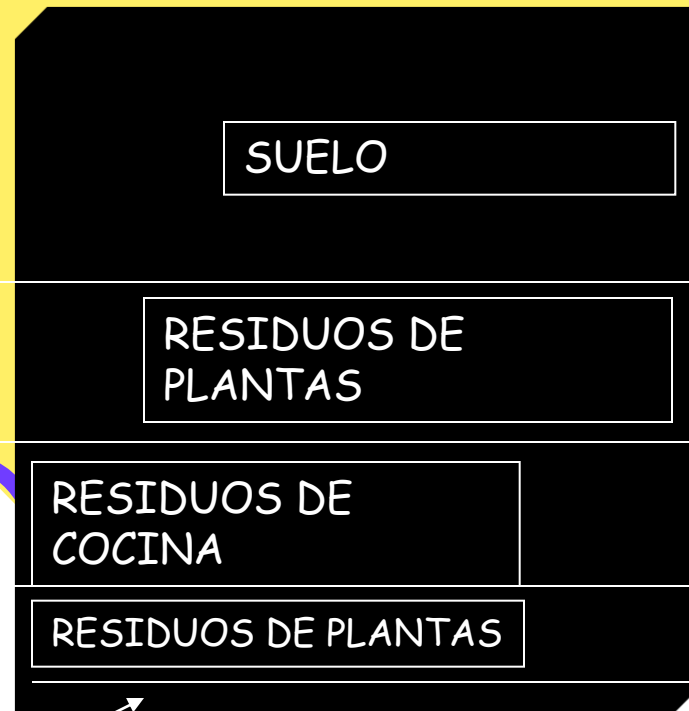 SUELO
RESIDUOS DE
PLANTAS
RESIDUOS DE
COCINA
RESIDUOS DE PLANTAS